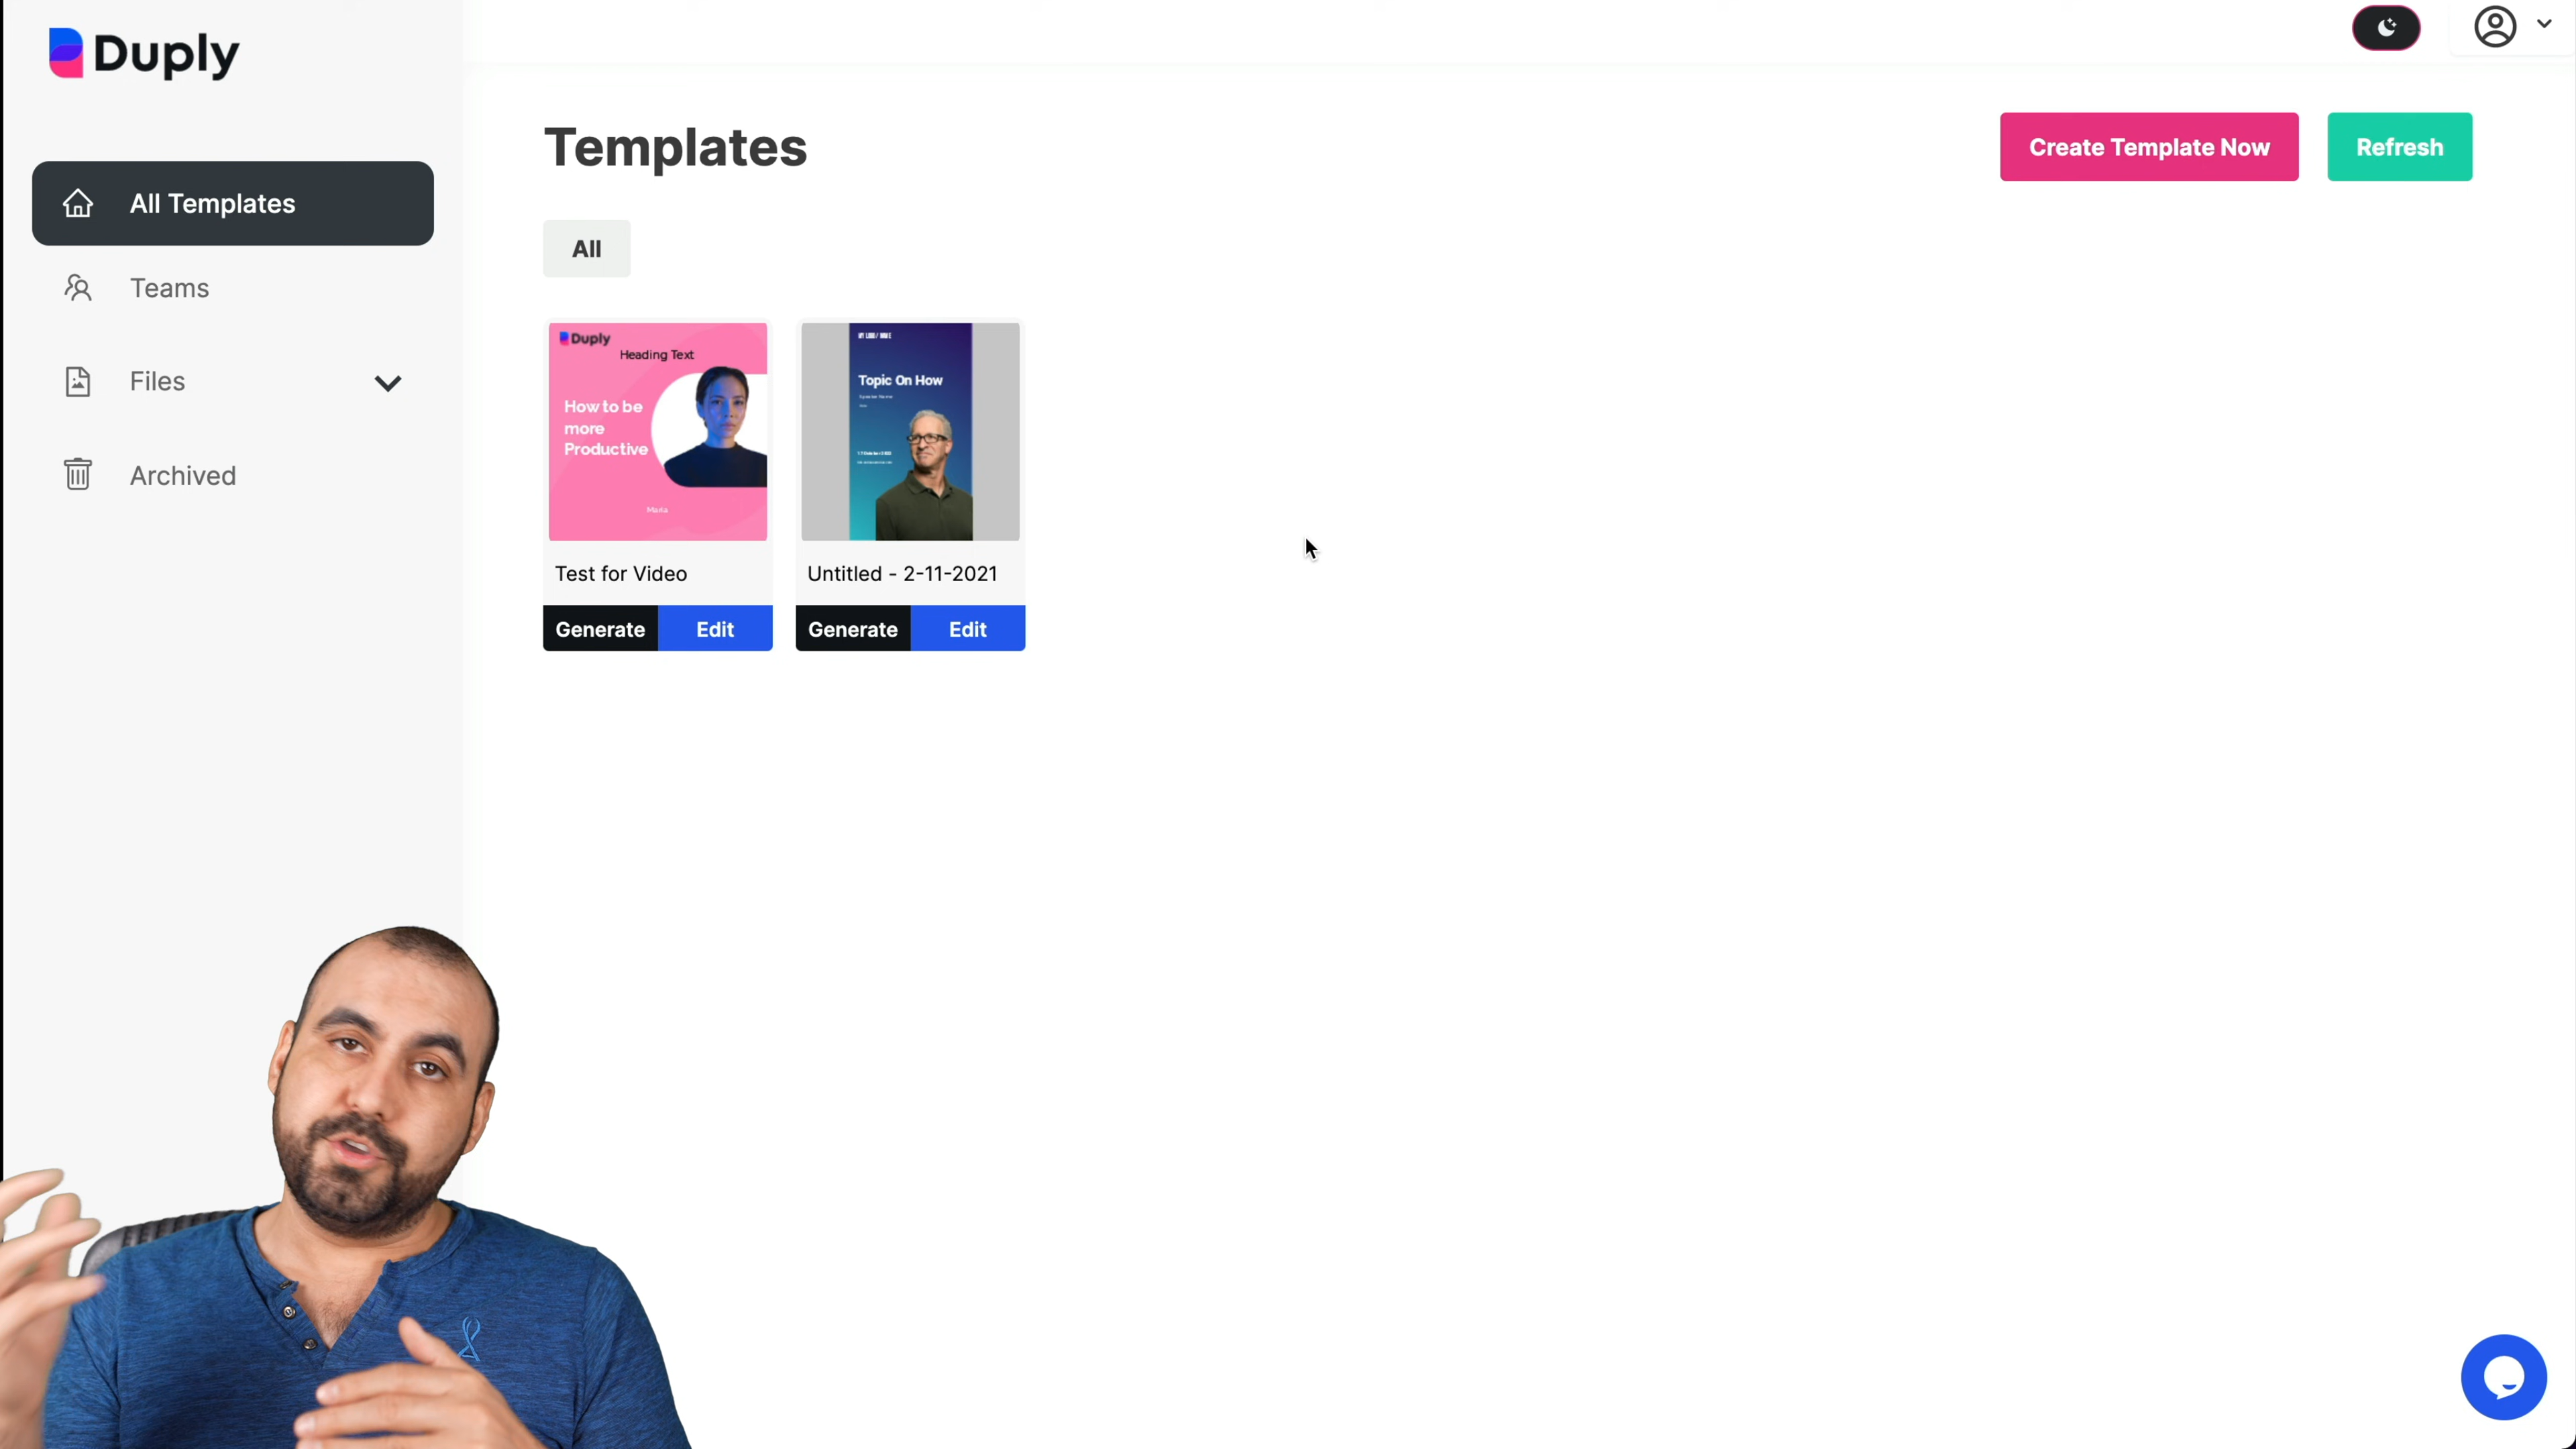 Duply
All Templates
Teams
Files
Archived
Templates
Create Template Now
Refresh
All
Duply
Heading Text
How to be
more
Productive
Maria
Test for Video
Generate
Edit
Topic On How
Untitled - 2-11-2021
Generate
Edit